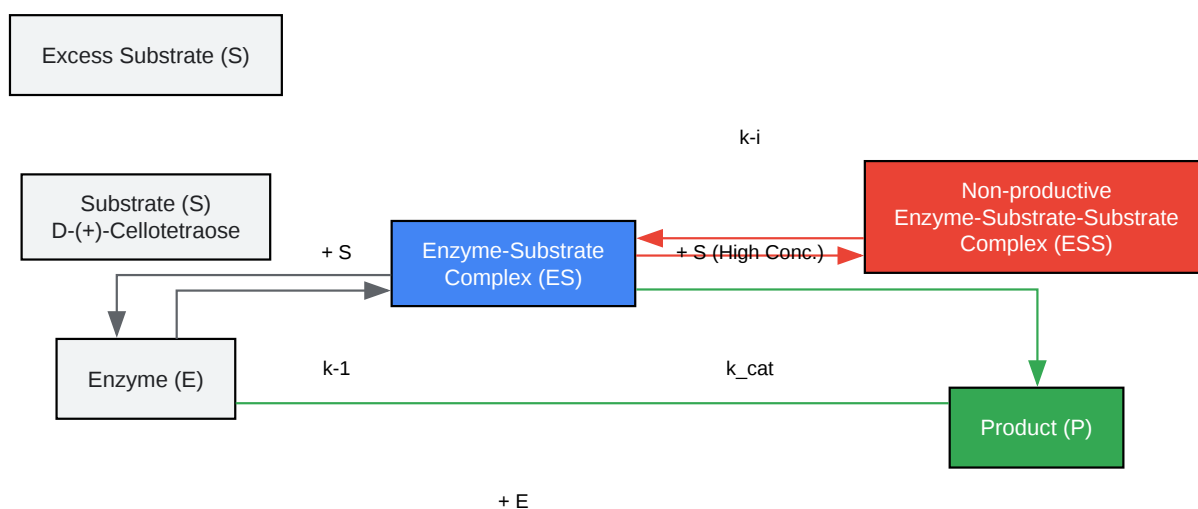 Excess Substrate (S)
k-i
Substrate (S)
D-(+)-Cellotetraose
Non-productive
Enzyme-Substrate-Substrate
Complex (ESS)
+ S
Enzyme-Substrate
Complex (ES)
+ S (High Conc.)
Enzyme (E)
k-1
k_cat
Product (P)
+ E